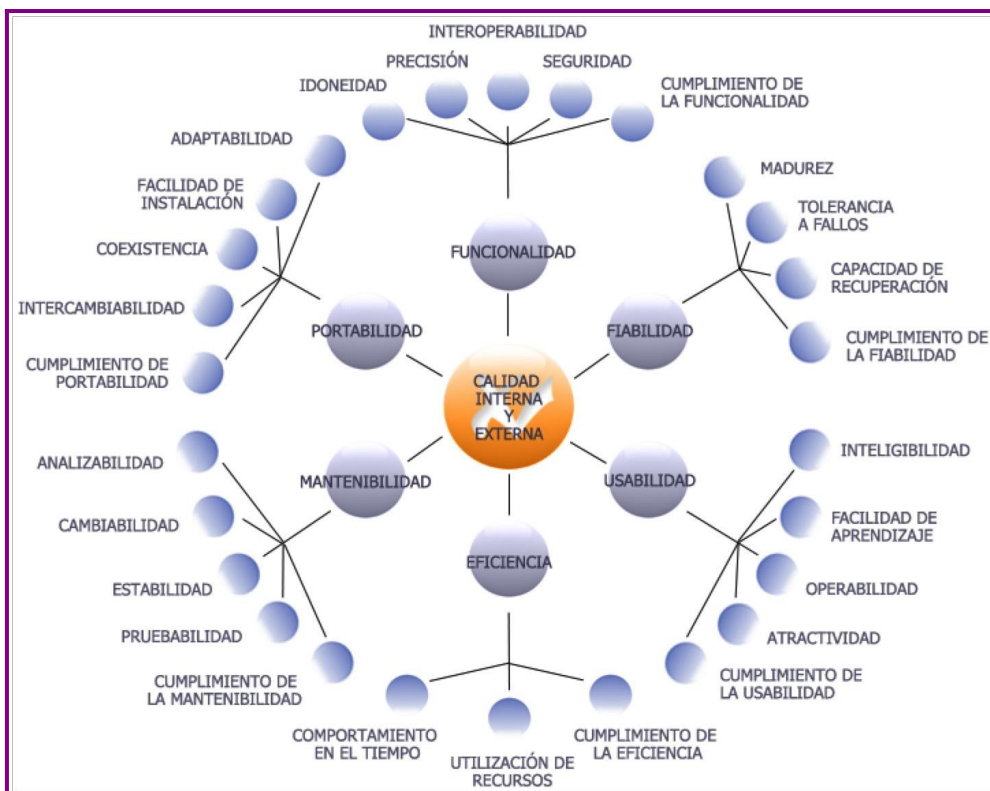 INTEROPERABILIDAD
PRECISIÓN
SEGURIDAD
IDONEIDAD
CUMPLIMIENTO DE
LA FUNCIONALIDAD
ADAPTABILIDAD
FACILIDAD DE
INSTALACIÓN
COEXISTENCIA
INTERCAMBIABILIDAD
CUMPLIMIENTO DE
PORTABILIDAD
MADUREZ
TOLERANCIA
A FALLOS
CAPACIDAD DE
RECUPERACIÓN
CUMPLIMIENTO DE
LA FIABILIDAD
FUNCIONALIDAD
PORTABILIDAD
FIABILIDAD
CALIDAD
INTERNA
Y
EXTERNA
MANTENIBILIDAD
USABILIDAD
EFICIENCIA
ANALIZABILIDAD
CAMBIABILIDAD
ESTABILIDAD
PRUEBABILIDAD
CUMPLIMIENTO DE
LA MANTENIBILIDAD
INTELIGIBILIDAD
FACILIDAD DE
APRENDIZAJE
OPERABILIDAD
ATRACTIVIDAD
CUMPLIMIENTO DE
LA USABILIDAD
COMPORTAMIENTO
EN EL TIEMPO
UTILIZACIÓN DE
RECURSOS
CUMPLIMIENTO DE
LA EFICIENCIA